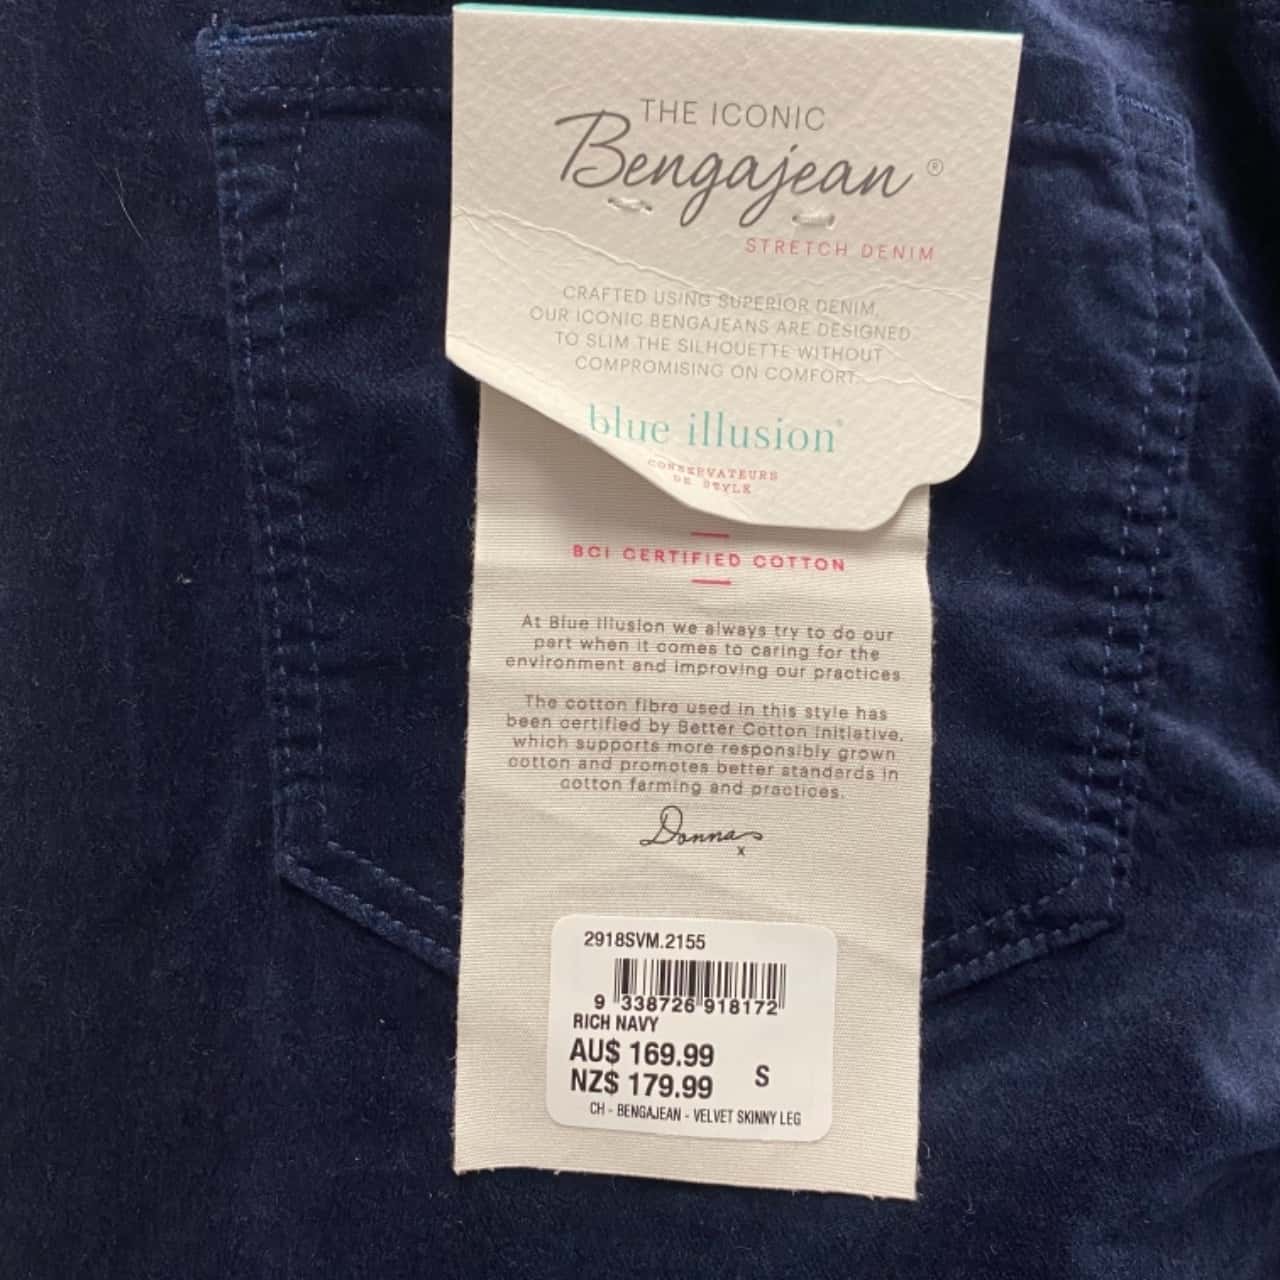 THE ICONIC
Bengajean®
STRETCH DENIM
CRAFTED USING SUPERIOR DENIM,
OUR ICONIC BENGAJEANS ARE DESIGNED
TO SLIM THE SILHOUETTE WITHOUT
COMPROMISING ON COMFORT.
blue illusion®
CONSERVATEURS
DE STYLE
BCI CERTIFIED COTTON
At Blue Illusion we always try to do our
part when it comes to caring for the
environment and improving our practices
The cotton fibre used in this style has
been certified by Better Cotton Initiative,
which supports more responsibly grown
cotton and promotes better standards in
cotton farming and practices.
Donna
x
2918SVM.2155
9 338726 918172
RICH NAVY
AU$ 169.99
NZ$ 179.99 S
CH - BENGAJEAN - VELVET SKINNY LEG